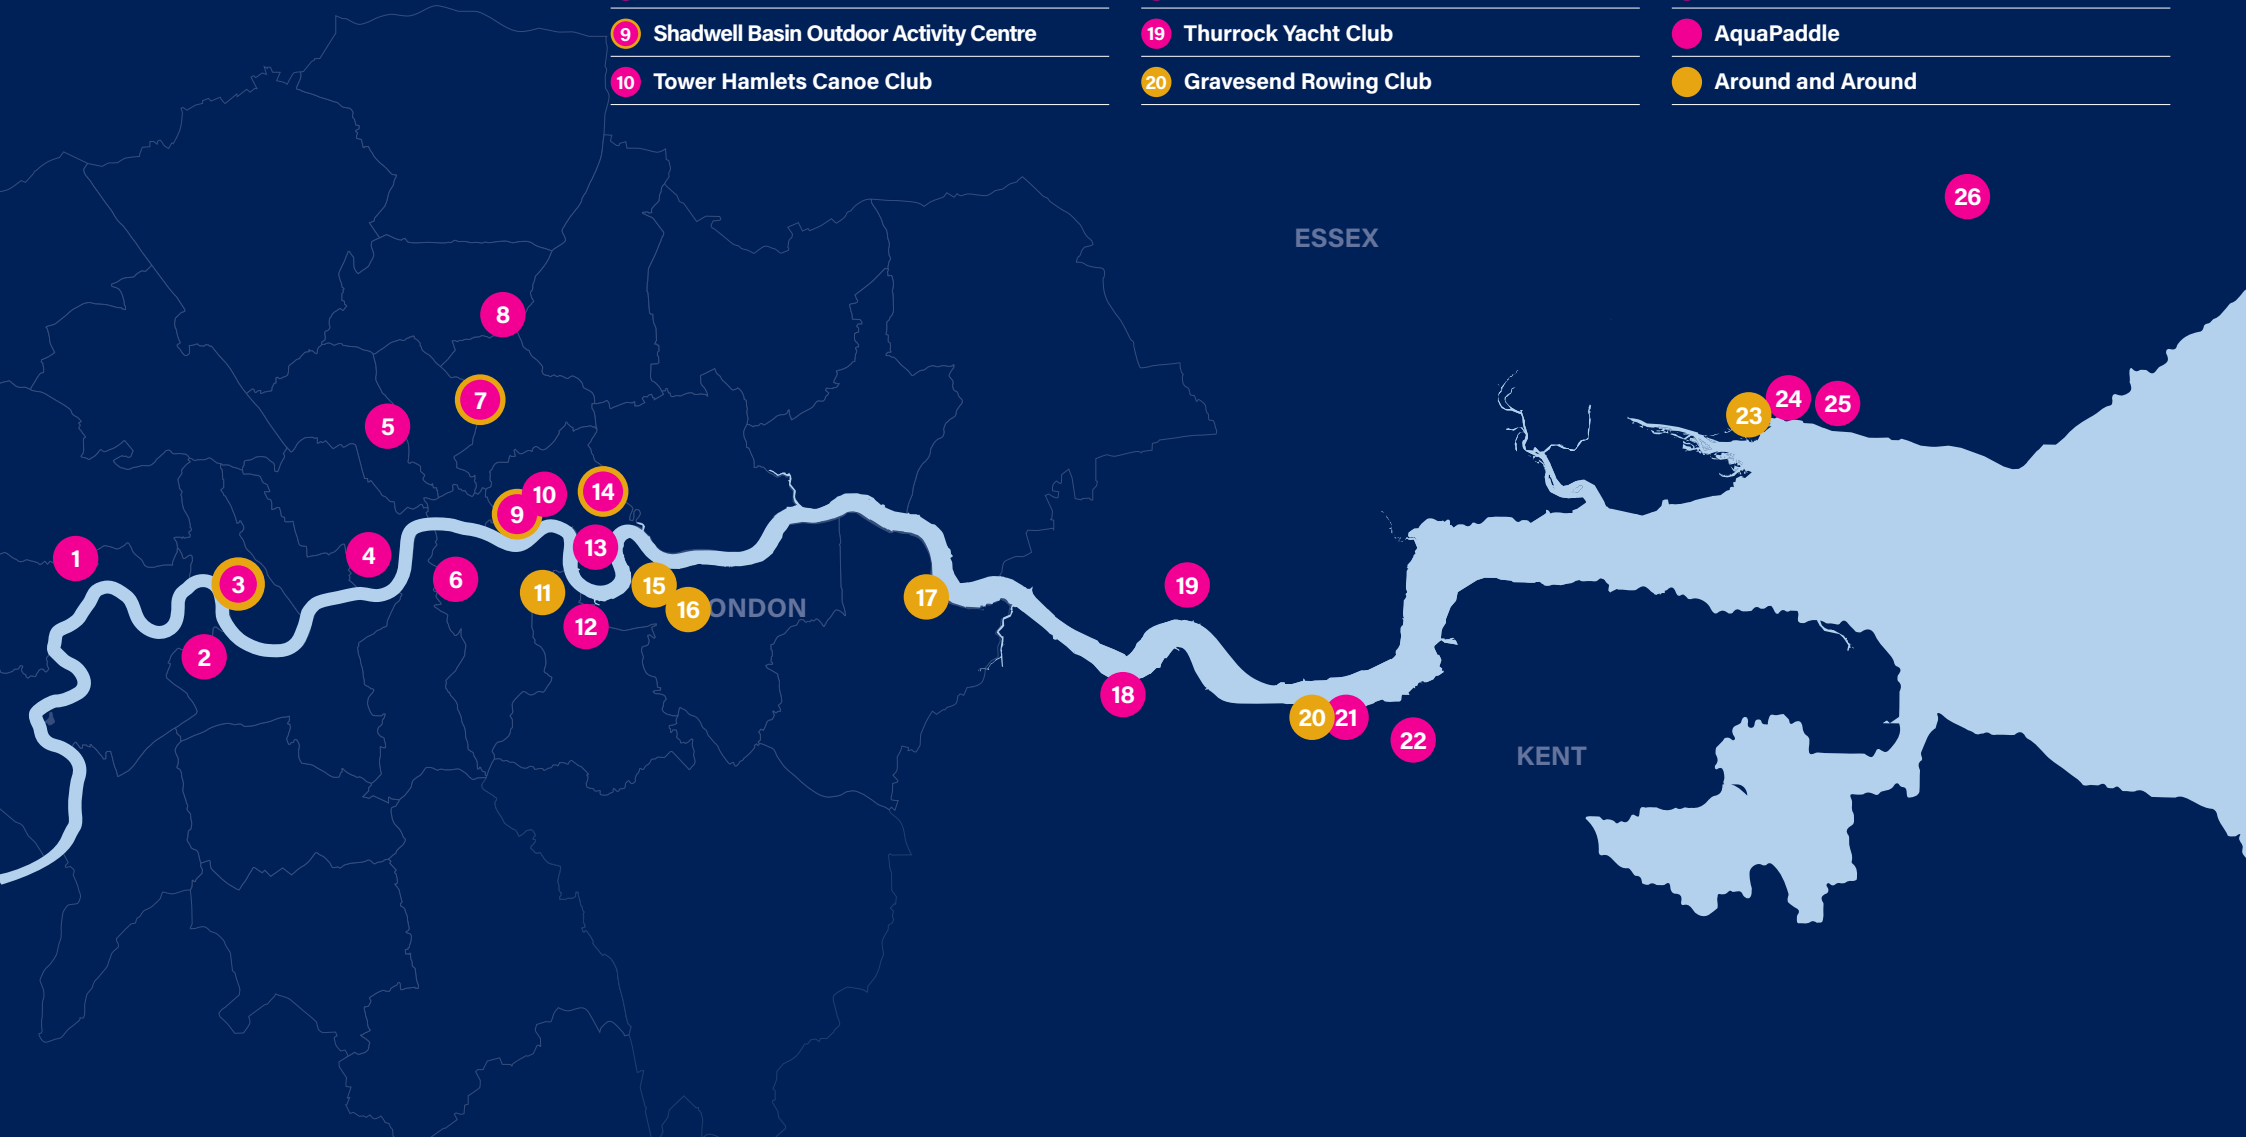 9 Shadwell Basin Outdoor Activity Centre
19 Thurrock Yacht Club
AquaPaddle
10 Tower Hamlets Canoe Club
20 Gravesend Rowing Club
Around and Around
26
ESSEX
8
7
5
24
25
23
10
14
9
13
1
4
6
3
11
15
16
ONDON
17
19
12
2
18
20
21
22
KENT